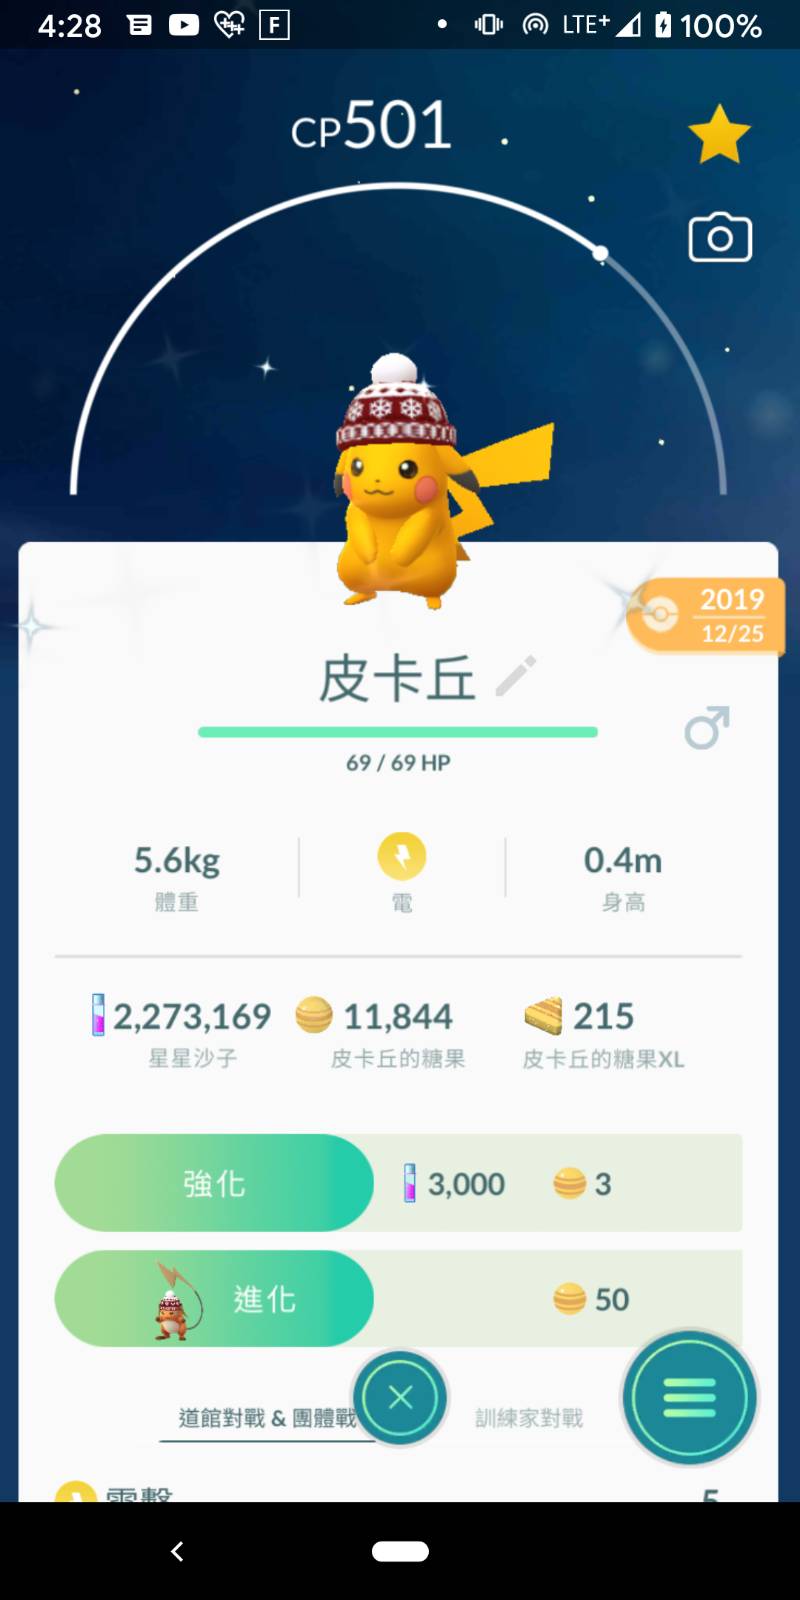 4:28 F LTE+ 100%
CP501
2019
12/25
皮卡丘
69 / 69 HP
5.6kg 0.4m
體重 電 身高
2,273,169 11,844 215
星星沙子 皮卡丘的糖果 皮卡丘的糖果XL
強化 3,000 3
進化 50
道館對戰 & 團體戰 訓練家對戰
電擊 5